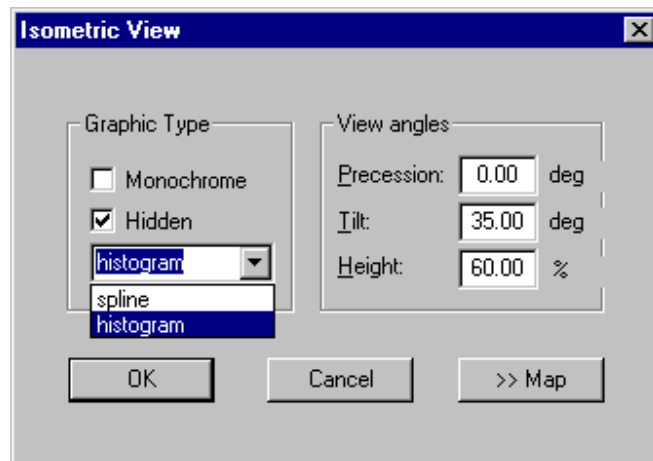 Isometric View
Graphic Type
Monochrome
Hidden
histogram
spline
histogram
View angles
Precession: 0.00 deg
Tilt: 35.00 deg
Height: 60.00 %
OK
Cancel
>> Map